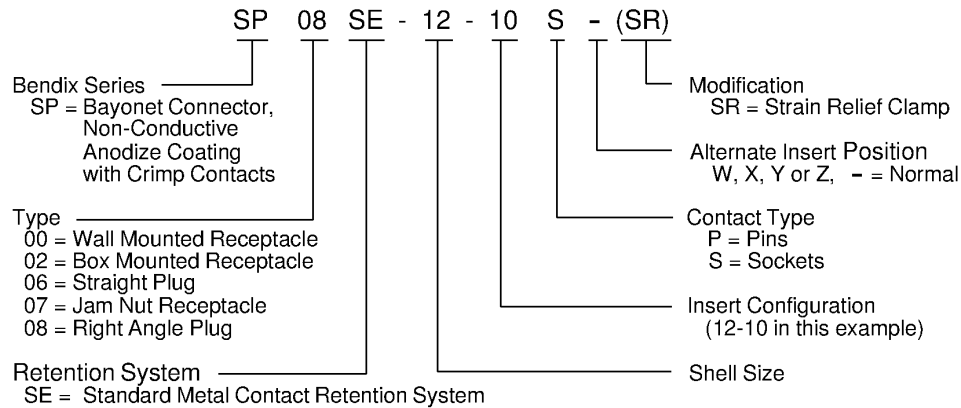 SP 08 SE - 12 - 10 S - (SR)
Bendix Series
SP = Bayonet Connector,
Non-Conductive
Anodize Coating
with Crimp Contacts
Type
00 = Wall Mounted Receptacle
02 = Box Mounted Receptacle
06 = Straight Plug
07 = Jam Nut Receptacle
08 = Right Angle Plug
Retention System
SE = Standard Metal Contact Retention System
Modification
SR = Strain Relief Clamp
Alternate Insert Position
W, X, Y or Z, - = Normal
Contact Type
P = Pins
S = Sockets
Insert Configuration
(12-10 in this example)
Shell Size